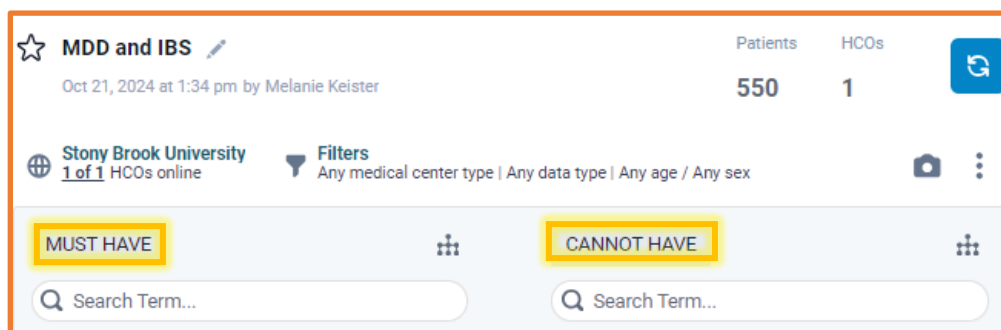 MDD and IBS
Patients HCOs
Oct 21, 2024 at 1:34 pm by Melanie Keister
550 1
Stony Brook University
1 of 1 HCOs online
Filters
Any medical center type | Any data type | Any age / Any sex
MUST HAVE
CANNOT HAVE
Search Term...
Search Term...